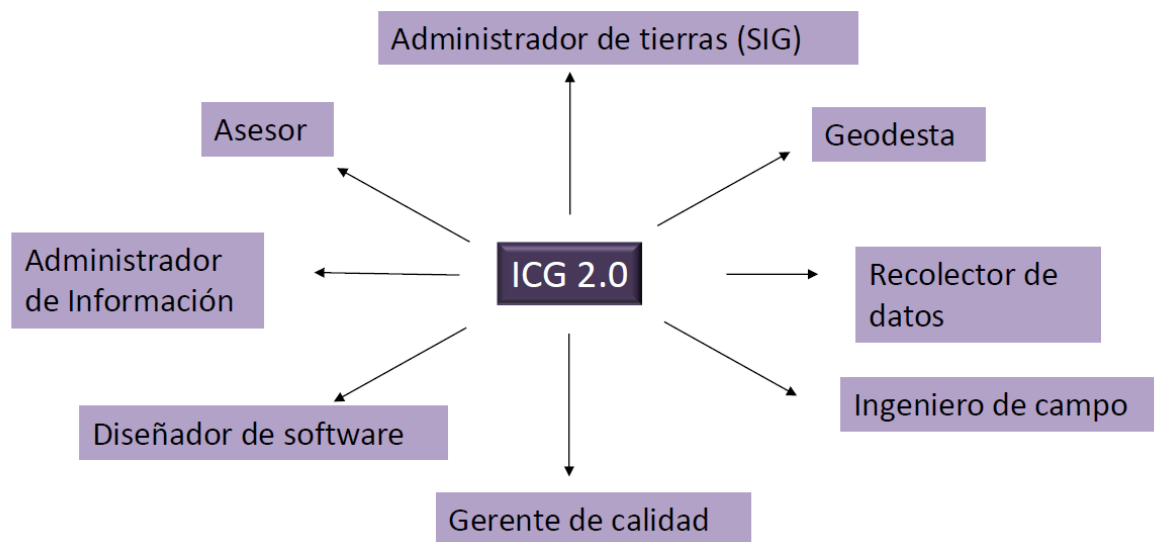 Administrador de tierras (SIG)
Asesor
Geodesta
Administrador
de Información
ICG 2.0
Recolector de
datos
Ingeniero de campo
Diseñador de software
Gerente de calidad